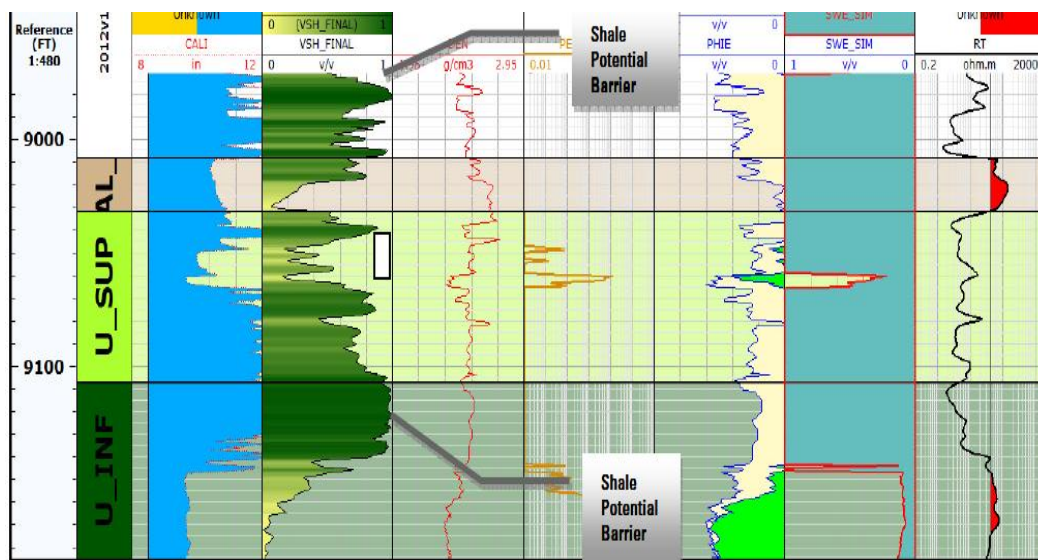 Reference
(FT)
1:480
2012v1
Unknown
CALI
8 in 12
0 (VSH_FINAL) 1
VSH_FINAL
0 v/v 1
g/cm3 2.95
0.01
v/v 0
PHIE
v/v 0
SWE_SIM
SWE_SIM
1 v/v 0
Unknown
RT
0.2 ohm.m 2000
Shale
Potential
Barrier
9000
AL_
U_SUP
9100
U_INF
Shale
Potential
Barrier